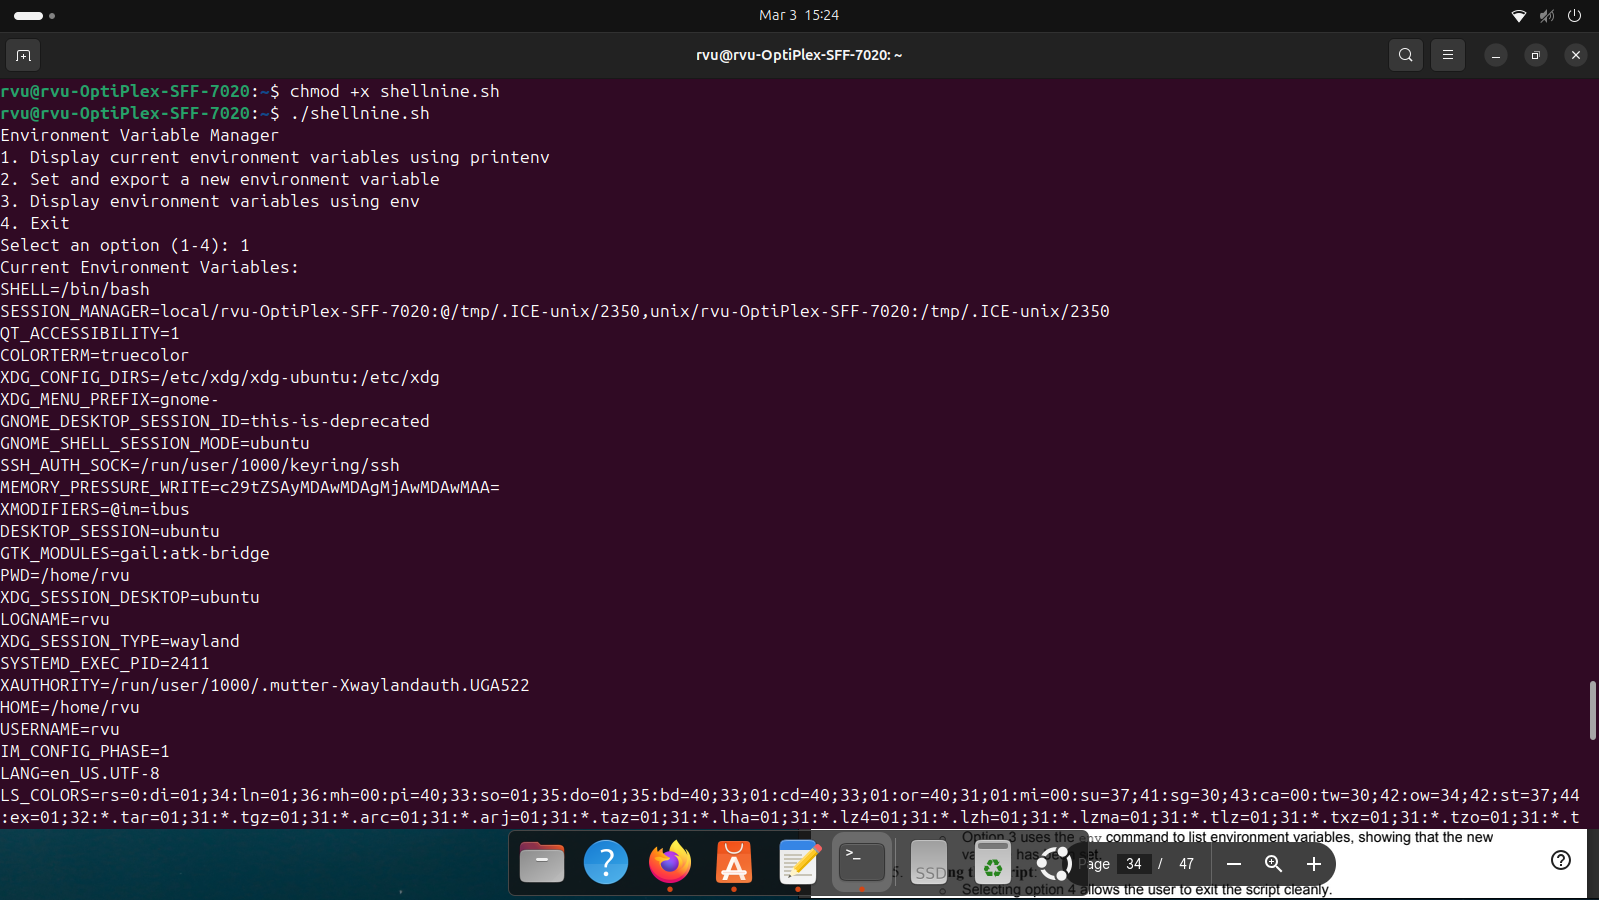 Mar 3 15:24
rvu@rvu-OptiPlex-SFF-7020: ~
rvu@rvu-OptiPlex-SFF-7020:~$ chmod +x shellnine.sh
rvu@rvu-OptiPlex-SFF-7020:~$ ./shellnine.sh
Environment Variable Manager
1. Display current environment variables using printenv
2. Set and export a new environment variable
3. Display environment variables using env
4. Exit
Select an option (1-4): 1
Current Environment Variables:
SHELL=/bin/bash
SESSION_MANAGER=local/rvu-OptiPlex-SFF-7020:@/tmp/.ICE-unix/2350,unix/rvu-OptiPlex-SFF-7020:/tmp/.ICE-unix/2350
QT_ACCESSIBILITY=1
COLORTERM=truecolor
XDG_CONFIG_DIRS=/etc/xdg/xdg-ubuntu:/etc/xdg
XDG_MENU_PREFIX=gnome-
GNOME_DESKTOP_SESSION_ID=this-is-deprecated
GNOME_SHELL_SESSION_MODE=ubuntu
SSH_AUTH_SOCK=/run/user/1000/keyring/ssh
MEMORY_PRESSURE_WRITE=c29tZSAyMDAwMDAgMjAwMDAwMAA=
XMODIFIERS=@im=ibus
DESKTOP_SESSION=ubuntu
GTK_MODULES=gail:atk-bridge
PWD=/home/rvu
XDG_SESSION_DESKTOP=ubuntu
LOGNAME=rvu
XDG_SESSION_TYPE=wayland
SYSTEMD_EXEC_PID=2411
XAUTHORITY=/run/user/1000/.mutter-Xwaylandauth.UGA522
HOME=/home/rvu
USERNAME=rvu
IM_CONFIG_PHASE=1
LANG=en_US.UTF-8
LS_COLORS=rs=0:di=01;34:ln=01;36:mh=00:pi=40;33:so=01;35:do=01;35:bd=40;33;01:cd=40;33;01:or=40;31;01:mi=00:su=37;41:sg=30;43:ca=00:tw=30;42:ow=34;42:st=37;44
:ex=01;32:*.tar=01;31:*.tgz=01;31:*.arc=01;31:*.arj=01;31:*.taz=01;31:*.lha=01;31:*.lz4=01;31:*.lzh=01;31:*.lzma=01;31:*.tlz=01;31:*.txz=01;31:*.tzo=01;31:*.t
Option 3 uses the env command to list environment variables, showing that the new
has set.
5. script:
Selecting option 4 allows the user to exit the script cleanly.
SSD
Page 34 / 47